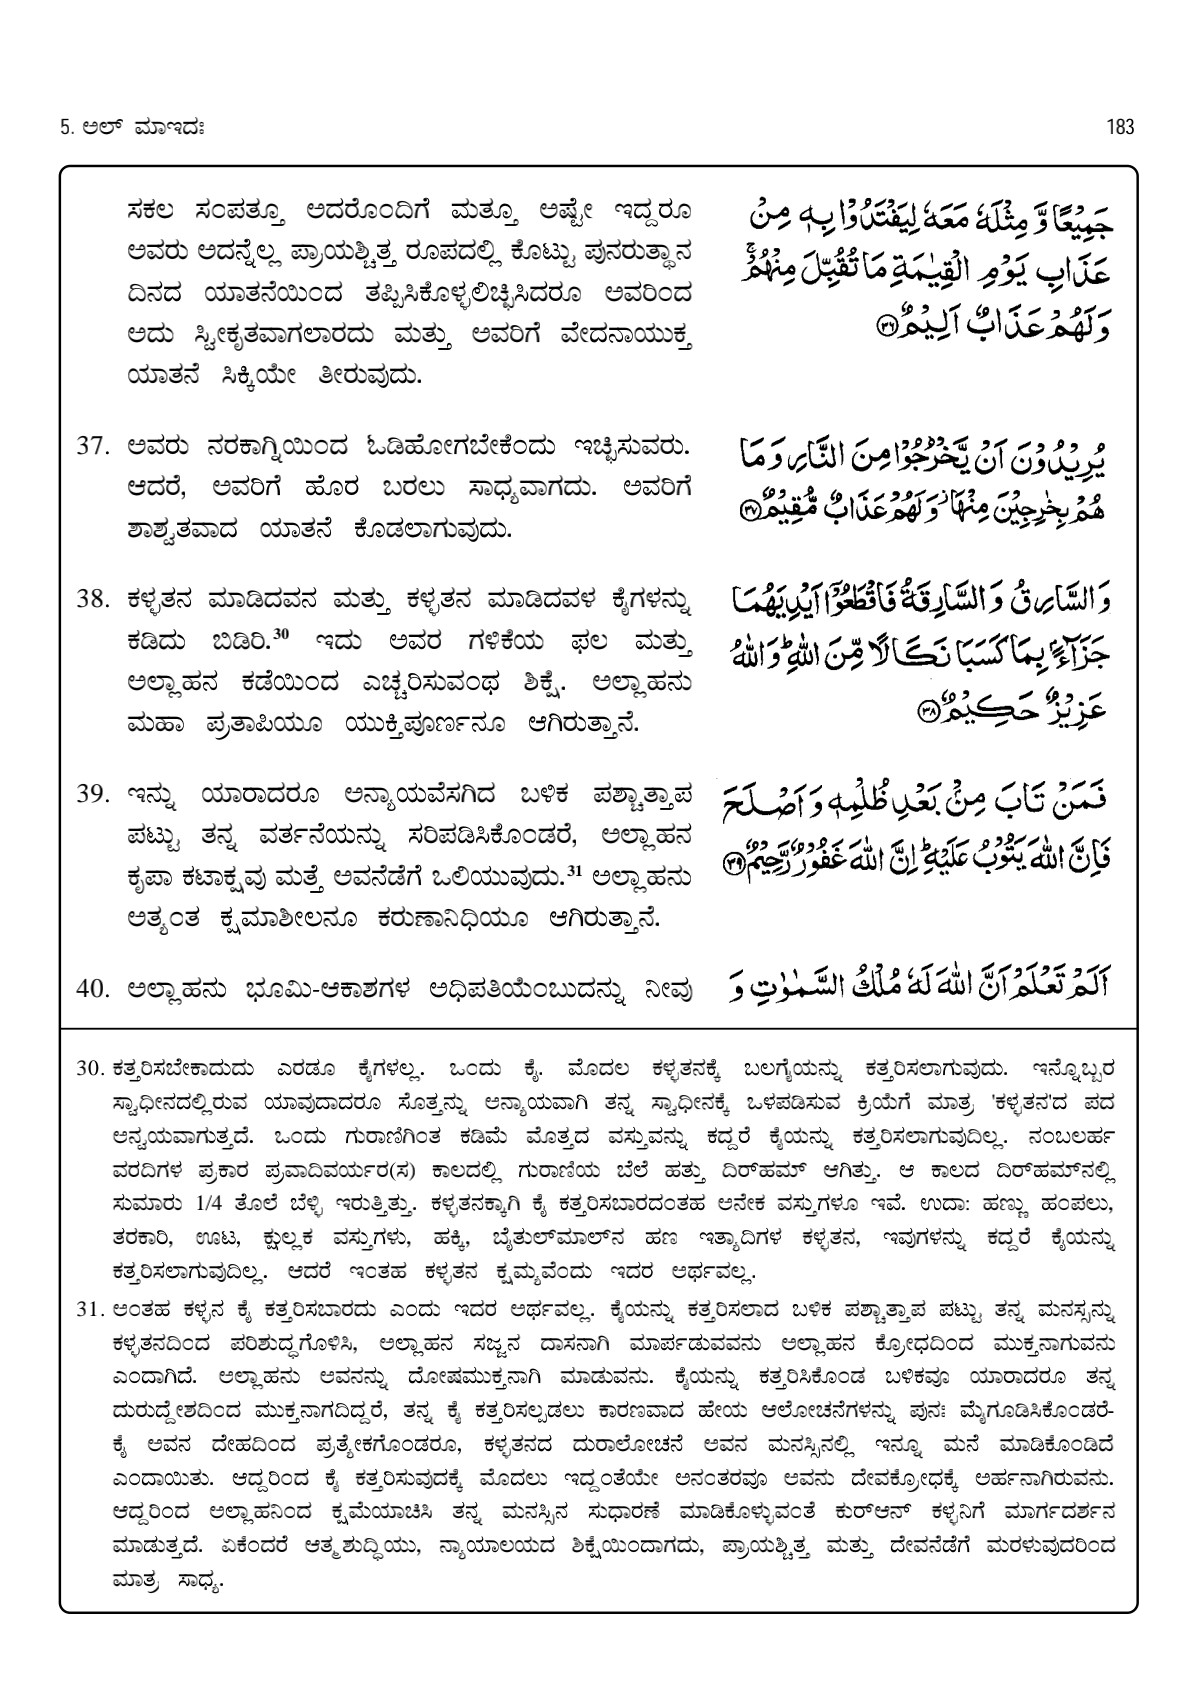 5. ಅಲ್ ಮಾಇದಃ
183
ಸಕಲ ಸಂಪತ್ತೂ ಅದರೊಂದಿಗೆ ಮತ್ತೂ ಅಷ್ಟೇ ಇದ್ದರೂ
ಅವರು ಅದನ್ನೆಲ್ಲ ಪ್ರಾಯಶ್ಚಿತ್ತ ರೂಪದಲ್ಲಿ ಕೊಟ್ಟು ಪುನರುತ್ಥಾನ
ದಿನದ ಯಾತನೆಯಿಂದ ತಪ್ಪಿಸಿಕೊಳ್ಳಲಿಚ್ಛಿಸಿದರೂ ಅವರಿಂದ
ಅದು ಸ್ವೀಕೃತವಾಗಲಾರದು ಮತ್ತು ಅವರಿಗೆ ವೇದನಾಯುಕ್ತ
ಯಾತನೆ ಸಿಕ್ಕಿಯೇ ತೀರುವುದು.
جَمِيْعًا وَّ مِثْلَهٗ مَعَهٗ لِيَفْتَدُوْا بِهٖ مِنْ
عَذَابِ يَوْمِ الْقِيٰمَةِ مَا تُقُبِّلَ مِنْهُمْ ۚ
وَ لَهُمْ عَذَابٌ اَلِيْمٌ ۝۳۶
37. ಅವರು ನರಕಾಗ್ನಿಯಿಂದ ಓಡಿಹೋಗಬೇಕೆಂದು ಇಚ್ಛಿಸುವರು.
ಆದರೆ, ಅವರಿಗೆ ಹೊರ ಬರಲು ಸಾಧ್ಯವಾಗದು. ಅವರಿಗೆ
ಶಾಶ್ವತವಾದ ಯಾತನೆ ಕೊಡಲಾಗುವುದು.
يُرِيْدُوْنَ اَنْ يَّخْرُجُوْا مِنَ النَّارِ وَ مَا
هُمْ بِخٰرِجِيْنَ مِنْهَا ۫ وَ لَهُمْ عَذَابٌ مُّقِيْمٌ ۝۳۷
38. ಕಳ್ಳತನ ಮಾಡಿದವನ ಮತ್ತು ಕಳ್ಳತನ ಮಾಡಿದವಳ ಕೈಗಳನ್ನು
ಕಡಿದು ಬಿಡಿರಿ.30 ಇದು ಅವರ ಗಳಿಕೆಯ ಫಲ ಮತ್ತು
ಅಲ್ಲಾಹನ ಕಡೆಯಿಂದ ಎಚ್ಚರಿಸುವಂಥ ಶಿಕ್ಷೆ. ಅಲ್ಲಾಹನು
ಮಹಾ ಪ್ರತಾಪಿಯೂ ಯುಕ್ತಿಪೂರ್ಣನೂ ಆಗಿರುತ್ತಾನೆ.
وَ السَّارِقُ وَ السَّارِقَةُ فَاقْطَعُوْۤا اَيْدِيَهُمَا
جَزَآءًۢ بِمَا كَسَبَا نَكَالًا مِّنَ اللّٰهِ ؕ وَ اللّٰهُ
عَزِيْزٌ حَكِيْمٌ ۝۳۸
39. ಇನ್ನು ಯಾರಾದರೂ ಅನ್ಯಾಯವೆಸಗಿದ ಬಳಿಕ ಪಶ್ಚಾತ್ತಾಪ
ಪಟ್ಟು ತನ್ನ ವರ್ತನೆಯನ್ನು ಸರಿಪಡಿಸಿಕೊಂಡರೆ, ಅಲ್ಲಾಹನ
ಕೃಪಾ ಕಟಾಕ್ಷವು ಮತ್ತೆ ಅವನೆಡೆಗೆ ಒಲಿಯುವುದು.31 ಅಲ್ಲಾಹನು
ಅತ್ಯಂತ ಕ್ಷಮಾಶೀಲನೂ ಕರುಣಾನಿಧಿಯೂ ಆಗಿರುತ್ತಾನೆ.
فَمَنْ تَابَ مِنْۢ بَعْدِ ظُلْمِهٖ وَ اَصْلَحَ
فَاِنَّ اللّٰهَ يَتُوْبُ عَلَيْهِ ؕ اِنَّ اللّٰهَ غَفُوْرٌ رَّحِيْمٌ ۝۳۹
40. ಅಲ್ಲಾಹನು ಭೂಮಿ-ಆಕಾಶಗಳ ಅಧಿಪತಿಯೆಂಬುದನ್ನು ನೀವು
اَلَمْ تَعْلَمْ اَنَّ اللّٰهَ لَهٗ مُلْكُ السَّمٰوٰتِ وَ
30. ಕತ್ತರಿಸಬೇಕಾದುದು ಎರಡೂ ಕೈಗಳಲ್ಲ. ಒಂದು ಕೈ. ಮೊದಲ ಕಳ್ಳತನಕ್ಕೆ ಬಲಗೈಯನ್ನು ಕತ್ತರಿಸಲಾಗುವುದು. ಇನ್ನೊಬ್ಬರ
ಸ್ವಾಧೀನದಲ್ಲಿರುವ ಯಾವುದಾದರೂ ಸೊತ್ತನ್ನು ಅನ್ಯಾಯವಾಗಿ ತನ್ನ ಸ್ವಾಧೀನಕ್ಕೆ ಒಳಪಡಿಸುವ ಕ್ರಿಯೆಗೆ ಮಾತ್ರ 'ಕಳ್ಳತನ'ದ ಪದ
ಅನ್ವಯವಾಗುತ್ತದೆ. ಒಂದು ಗುರಾಣಿಗಿಂತ ಕಡಿಮೆ ಮೊತ್ತದ ವಸ್ತುವನ್ನು ಕದ್ದರೆ ಕೈಯನ್ನು ಕತ್ತರಿಸಲಾಗುವುದಿಲ್ಲ. ನಂಬಲರ್ಹ
ವರದಿಗಳ ಪ್ರಕಾರ ಪ್ರವಾದಿವರ್ಯರ(ಸ) ಕಾಲದಲ್ಲಿ ಗುರಾಣಿಯ ಬೆಲೆ ಹತ್ತು ದಿರ್‌ಹಮ್ ಆಗಿತ್ತು. ಆ ಕಾಲದ ದಿರ್‌ಹಮ್‌ನಲ್ಲಿ
ಸುಮಾರು 1/4 ತೊಲೆ ಬೆಳ್ಳಿ ಇರುತ್ತಿತ್ತು. ಕಳ್ಳತನಕ್ಕಾಗಿ ಕೈ ಕತ್ತರಿಸಬಾರದಂತಹ ಅನೇಕ ವಸ್ತುಗಳೂ ಇವೆ. ಉದಾ: ಹಣ್ಣು ಹಂಪಲು,
ತರಕಾರಿ, ಊಟ, ಕ್ಷುಲ್ಲಕ ವಸ್ತುಗಳು, ಹಕ್ಕಿ, ಬೈತುಲ್‌ಮಾಲ್‌ನ ಹಣ ಇತ್ಯಾದಿಗಳ ಕಳ್ಳತನ, ಇವುಗಳನ್ನು ಕದ್ದರೆ ಕೈಯನ್ನು
ಕತ್ತರಿಸಲಾಗುವುದಿಲ್ಲ. ಆದರೆ ಇಂತಹ ಕಳ್ಳತನ ಕ್ಷಮ್ಯವೆಂದು ಇದರ ಅರ್ಥವಲ್ಲ.
31. ಅಂತಹ ಕಳ್ಳನ ಕೈ ಕತ್ತರಿಸಬಾರದು ಎಂದು ಇದರ ಅರ್ಥವಲ್ಲ. ಕೈಯನ್ನು ಕತ್ತರಿಸಲಾದ ಬಳಿಕ ಪಶ್ಚಾತ್ತಾಪ ಪಟ್ಟು ತನ್ನ ಮನಸ್ಸನ್ನು
ಕಳ್ಳತನದಿಂದ ಪರಿಶುದ್ಧಗೊಳಿಸಿ, ಅಲ್ಲಾಹನ ಸಜ್ಜನ ದಾಸನಾಗಿ ಮಾರ್ಪಡುವವನು ಅಲ್ಲಾಹನ ಕ್ರೋಧದಿಂದ ಮುಕ್ತನಾಗುವನು
ಎಂದಾಗಿದೆ. ಅಲ್ಲಾಹನು ಅವನನ್ನು ದೋಷಮುಕ್ತನಾಗಿ ಮಾಡುವನು. ಕೈಯನ್ನು ಕತ್ತರಿಸಿಕೊಂಡ ಬಳಿಕವೂ ಯಾರಾದರೂ ತನ್ನ
ದುರುದ್ದೇಶದಿಂದ ಮುಕ್ತನಾಗದಿದ್ದರೆ, ತನ್ನ ಕೈ ಕತ್ತರಿಸಲ್ಪಡಲು ಕಾರಣವಾದ ಹೇಯ ಆಲೋಚನೆಗಳನ್ನು ಪುನಃ ಮೈಗೂಡಿಸಿಕೊಂಡರೆ-
ಕೈ ಅವನ ದೇಹದಿಂದ ಪ್ರತ್ಯೇಕಗೊಂಡರೂ, ಕಳ್ಳತನದ ದುರಾಲೋಚನೆ ಅವನ ಮನಸ್ಸಿನಲ್ಲಿ ಇನ್ನೂ ಮನೆ ಮಾಡಿಕೊಂಡಿದೆ
ಎಂದಾಯಿತು. ಆದ್ದರಿಂದ ಕೈ ಕತ್ತರಿಸುವುದಕ್ಕೆ ಮೊದಲು ಇದ್ದಂತೆಯೇ ಅನಂತರವೂ ಅವನು ದೇವಕ್ರೋಧಕ್ಕೆ ಅರ್ಹನಾಗಿರುವನು.
ಆದ್ದರಿಂದ ಅಲ್ಲಾಹನಿಂದ ಕ್ಷಮೆಯಾಚಿಸಿ ತನ್ನ ಮನಸ್ಸಿನ ಸುಧಾರಣೆ ಮಾಡಿಕೊಳ್ಳುವಂತೆ ಕುರ್‌ಆನ್ ಕಳ್ಳನಿಗೆ ಮಾರ್ಗದರ್ಶನ
ಮಾಡುತ್ತದೆ. ಏಕೆಂದರೆ ಆತ್ಮಶುದ್ಧಿಯು, ನ್ಯಾಯಾಲಯದ ಶಿಕ್ಷೆಯಿಂದಾಗದು, ಪ್ರಾಯಶ್ಚಿತ್ತ ಮತ್ತು ದೇವನೆಡೆಗೆ ಮರಳುವುದರಿಂದ
ಮಾತ್ರ ಸಾಧ್ಯ.